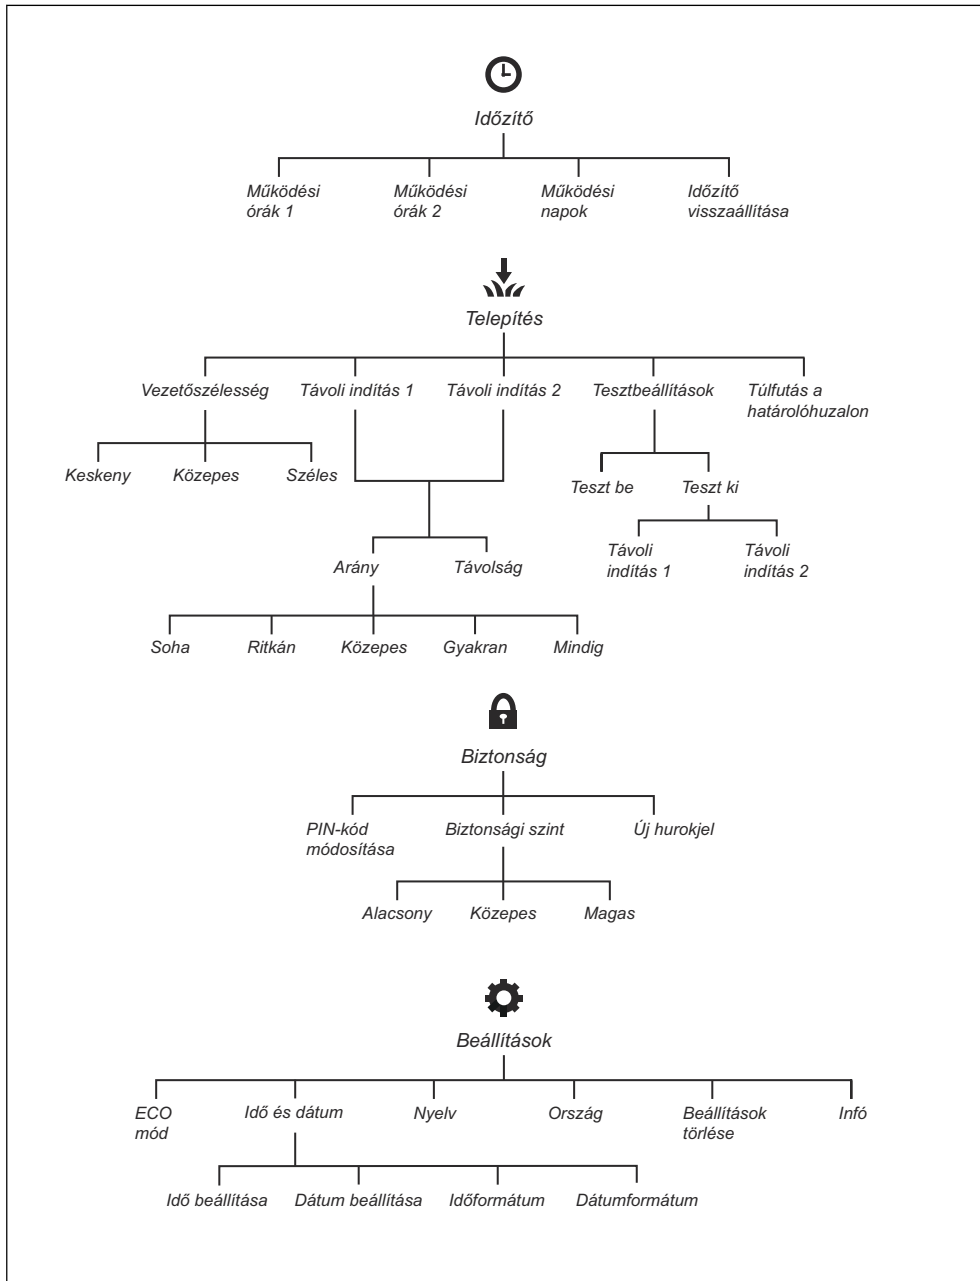 Időzítő
Működési
órák 1
Működési
órák 2
Működési
napok
Időzítő
visszaállítása
Telepítés
Vezetőszélesség
Távoli indítás 1
Távoli indítás 2
Tesztbeállítások
Túlfutás a
határolóhuzalon
Keskeny
Közepes
Széles
Teszt be
Teszt ki
Távoli
indítás 1
Távoli
indítás 2
Arány
Távolság
Soha
Ritkán
Közepes
Gyakran
Mindig
Biztonság
PIN-kód
módosítása
Biztonsági szint
Új hurokjel
Alacsony
Közepes
Magas
Beállítások
ECO
mód
Idő és dátum
Nyelv
Ország
Beállítások
törlése
Infó
Idő beállítása
Dátum beállítása
Időformátum
Dátumformátum